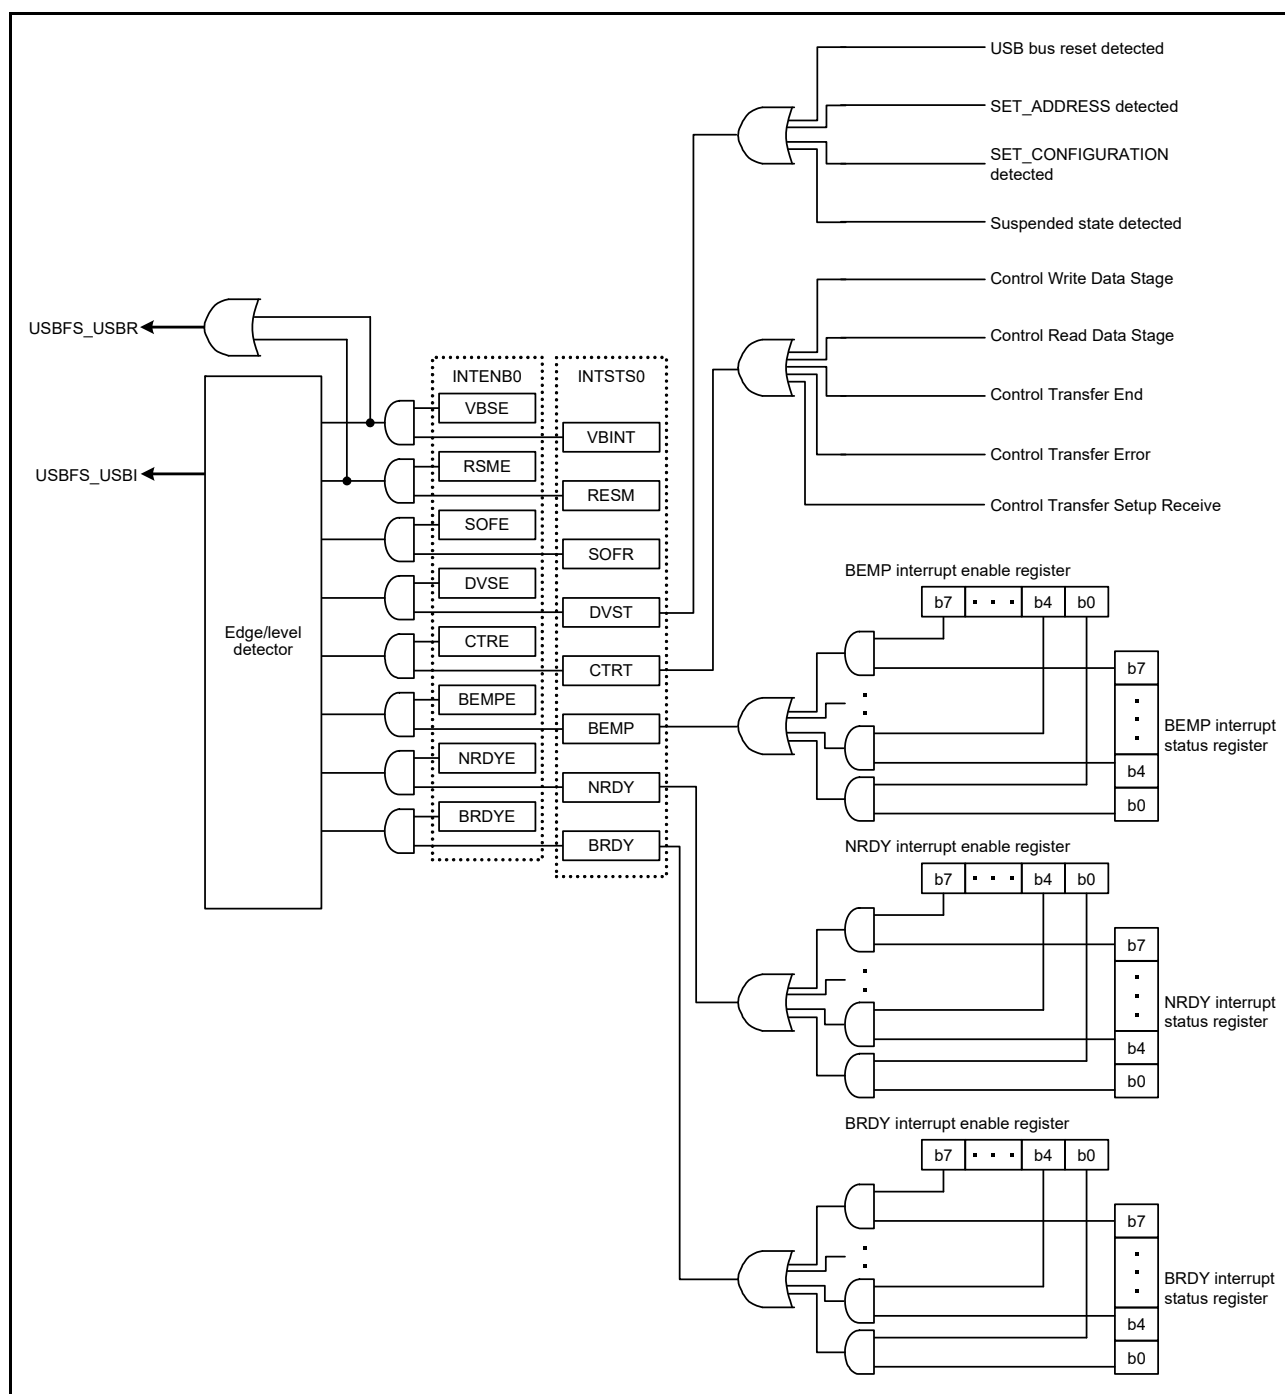 USB bus reset detected
SET_ADDRESS detected
SET_CONFIGURATION
detected
Suspended state detected
Control Write Data Stage
Control Read Data Stage
Control Transfer End
Control Transfer Error
Control Transfer Setup Receive
USBFS_USBR
USBFS_USBI
Edge/level
detector
INTENB0
VBSE
RSME
SOFE
DVSE
CTRE
BEMPE
NRDYE
BRDYE
INTSTS0
VBINT
RESM
SOFR
DVST
CTRT
BEMP
NRDY
BRDY
BEMP interrupt enable register
b7 · · · b4 b0
b7
b4
b0
BEMP interrupt
status register
NRDY interrupt enable register
b7 · · · b4 b0
b7
b4
b0
NRDY interrupt
status register
BRDY interrupt enable register
b7 · · · b4 b0
b7
b4
b0
BRDY interrupt
status register